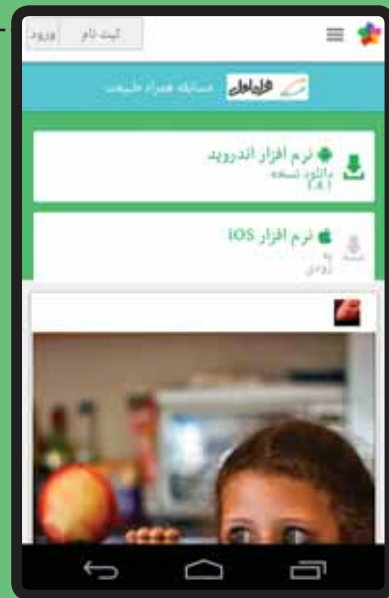 ثبت نام ورود
همراه اول مسابقه همراه طبیعت
نرم افزار اندروید
دانلود نسخه
1.4.1
نرم افزار iOS
به
زودی